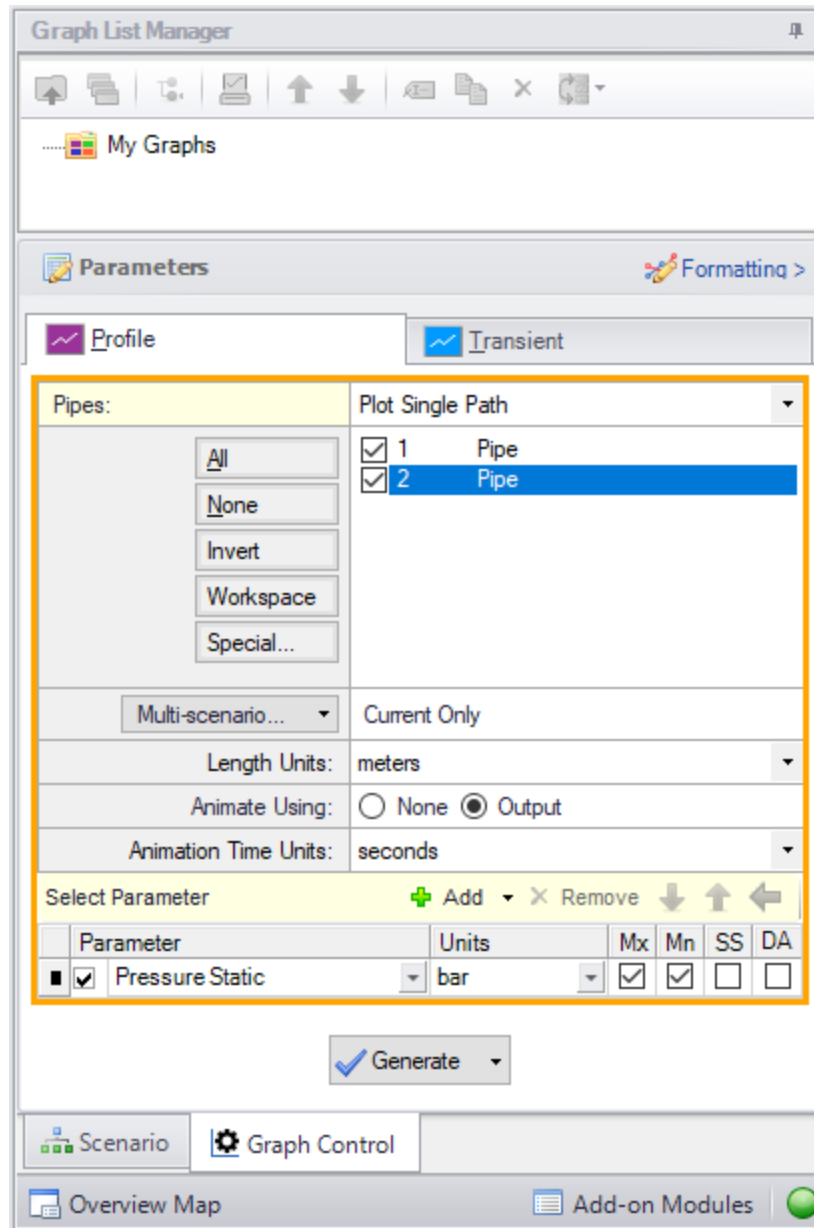 Graph List Manager
My Graphs
Parameters Formatting >
Profile Transient
Pipes: Plot Single Path
All 1 Pipe
2 Pipe
None
Invert
Workspace
Special...
Multi-scenario... Current Only
Length Units: meters
Animate Using: None Output
Animation Time Units: seconds
Select Parameter Add Remove
Parameter Units Mx Mn SS DA
Pressure Static bar
Generate
Scenario Graph Control
Overview Map Add-on Modules